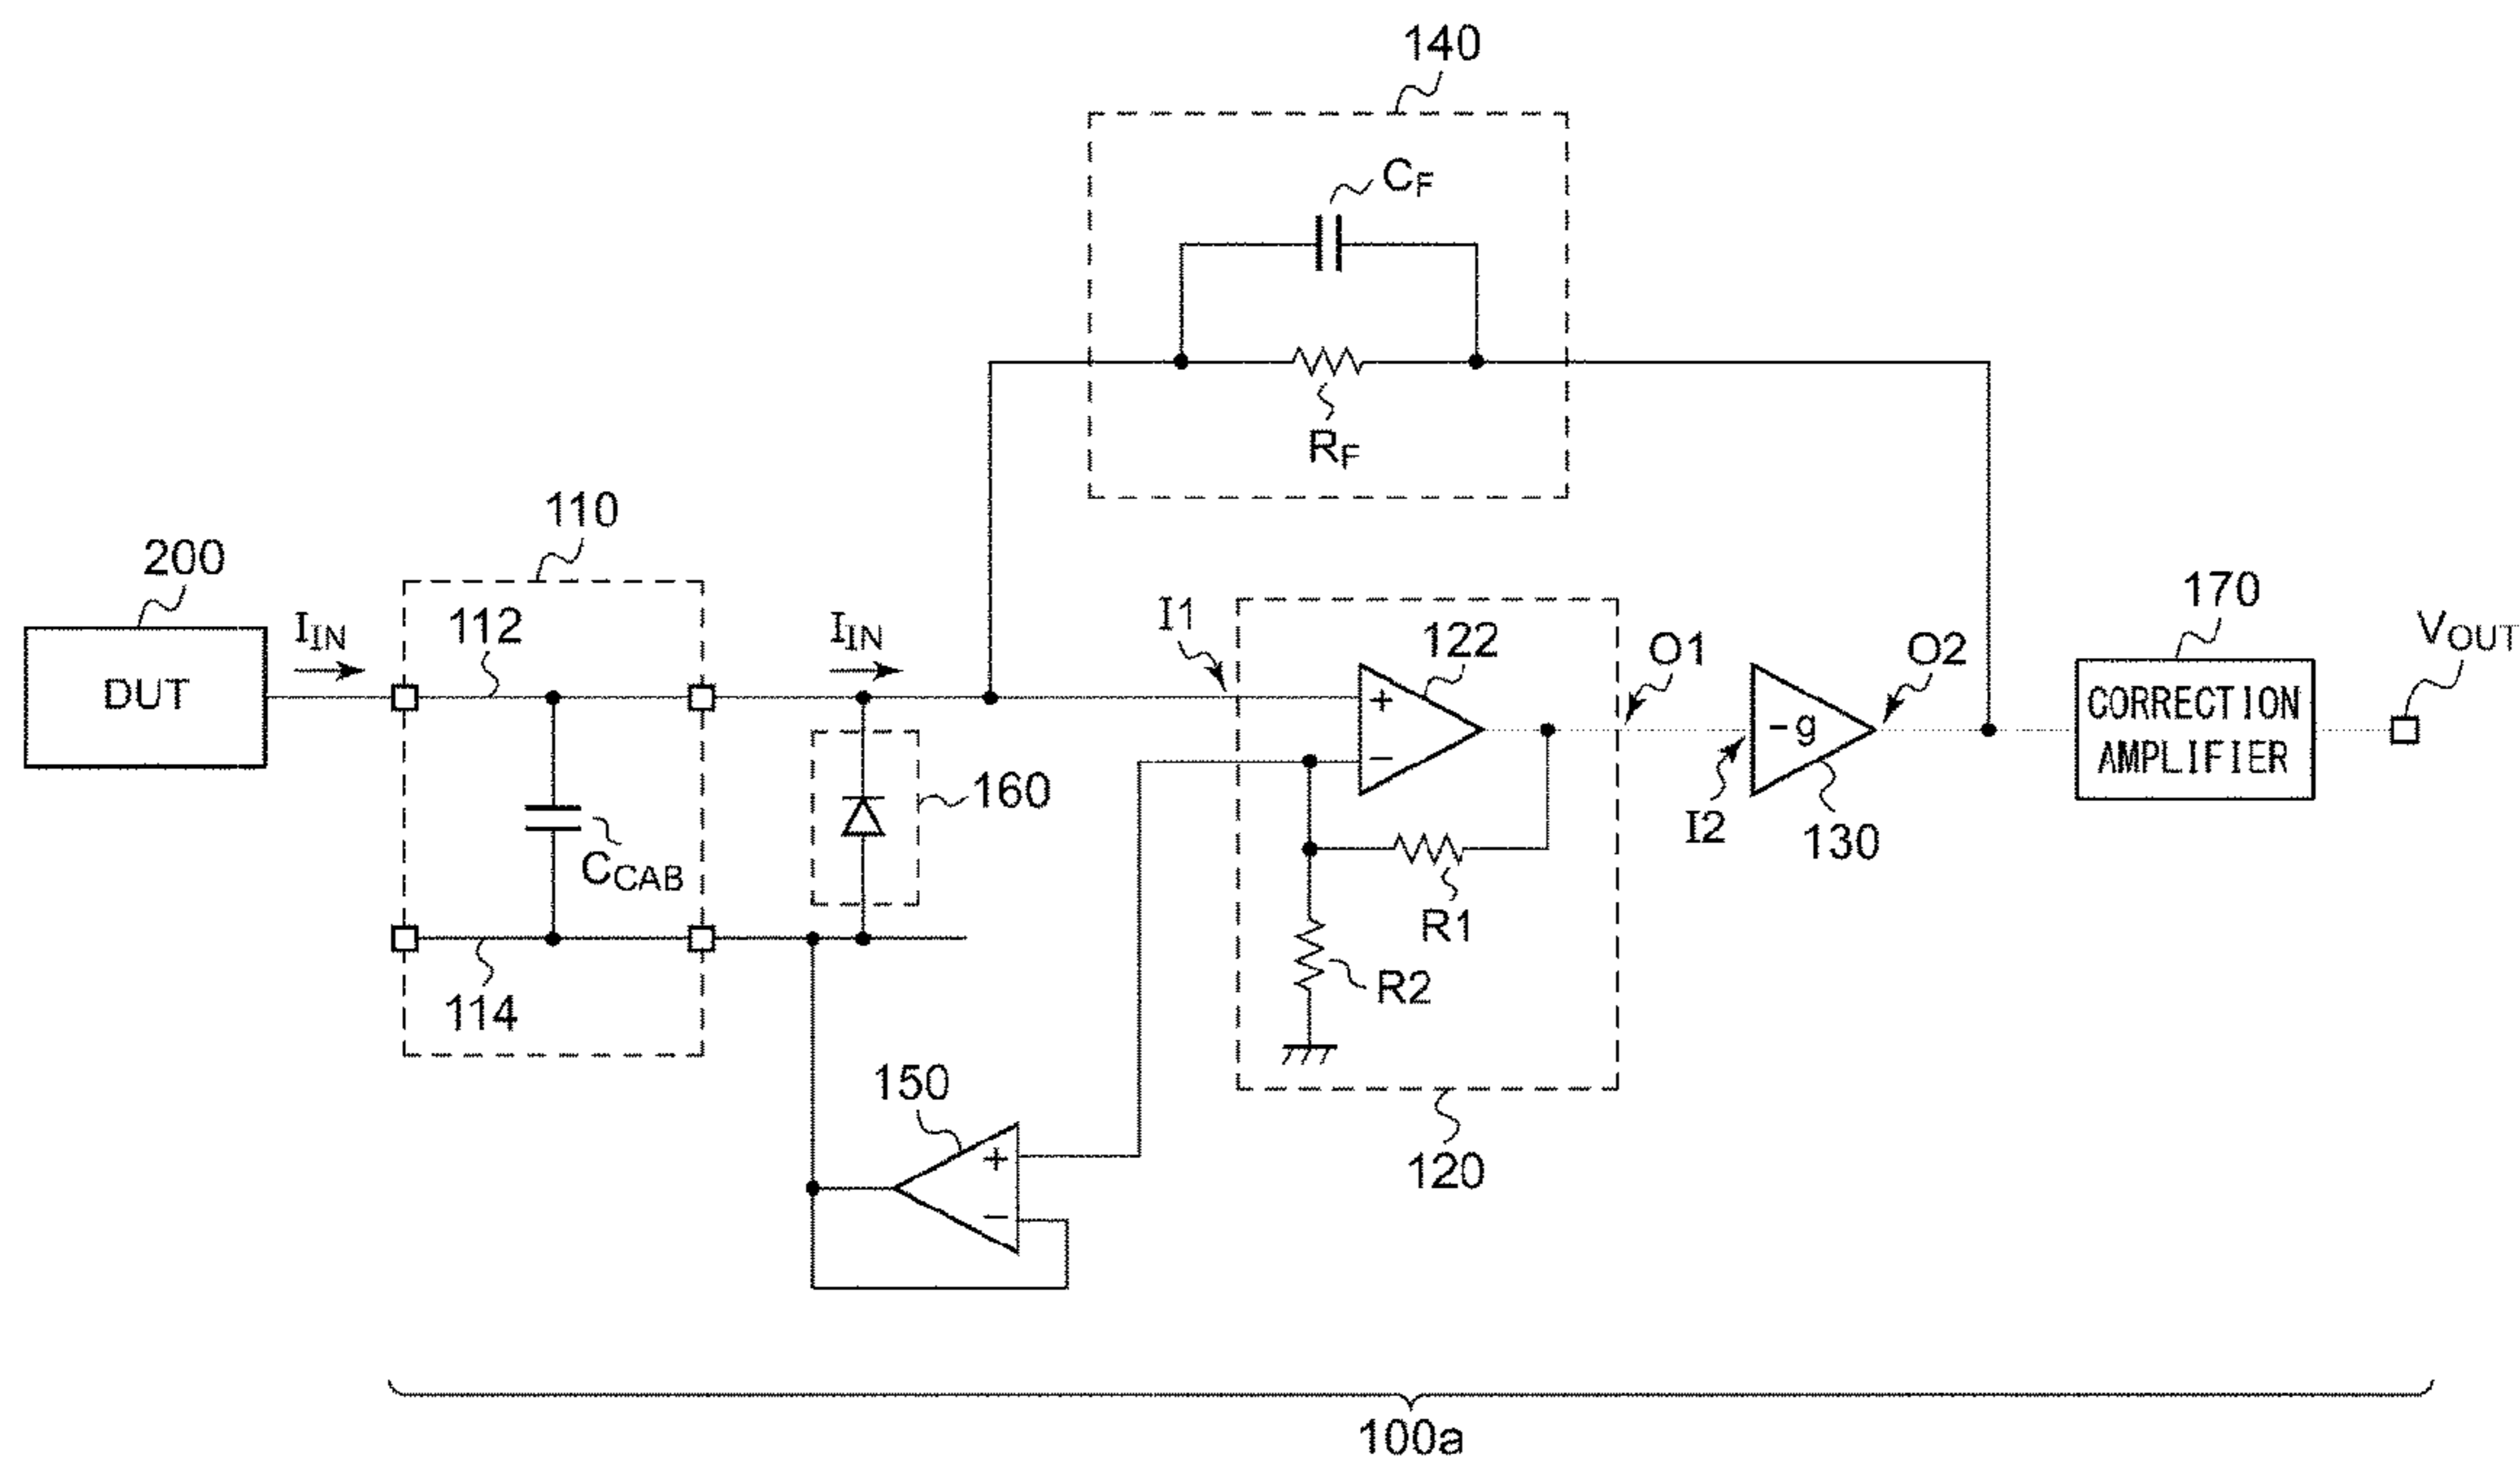 140
C_F
R_F
110
200
I_IN
112
I_IN
I1
122
O1
O2
170
V_OUT
DUT
+
−
-g
CORRECTION
AMPLIFIER
160
C_CAB
I2
130
R1
R2
114
150
+
−
120
100a